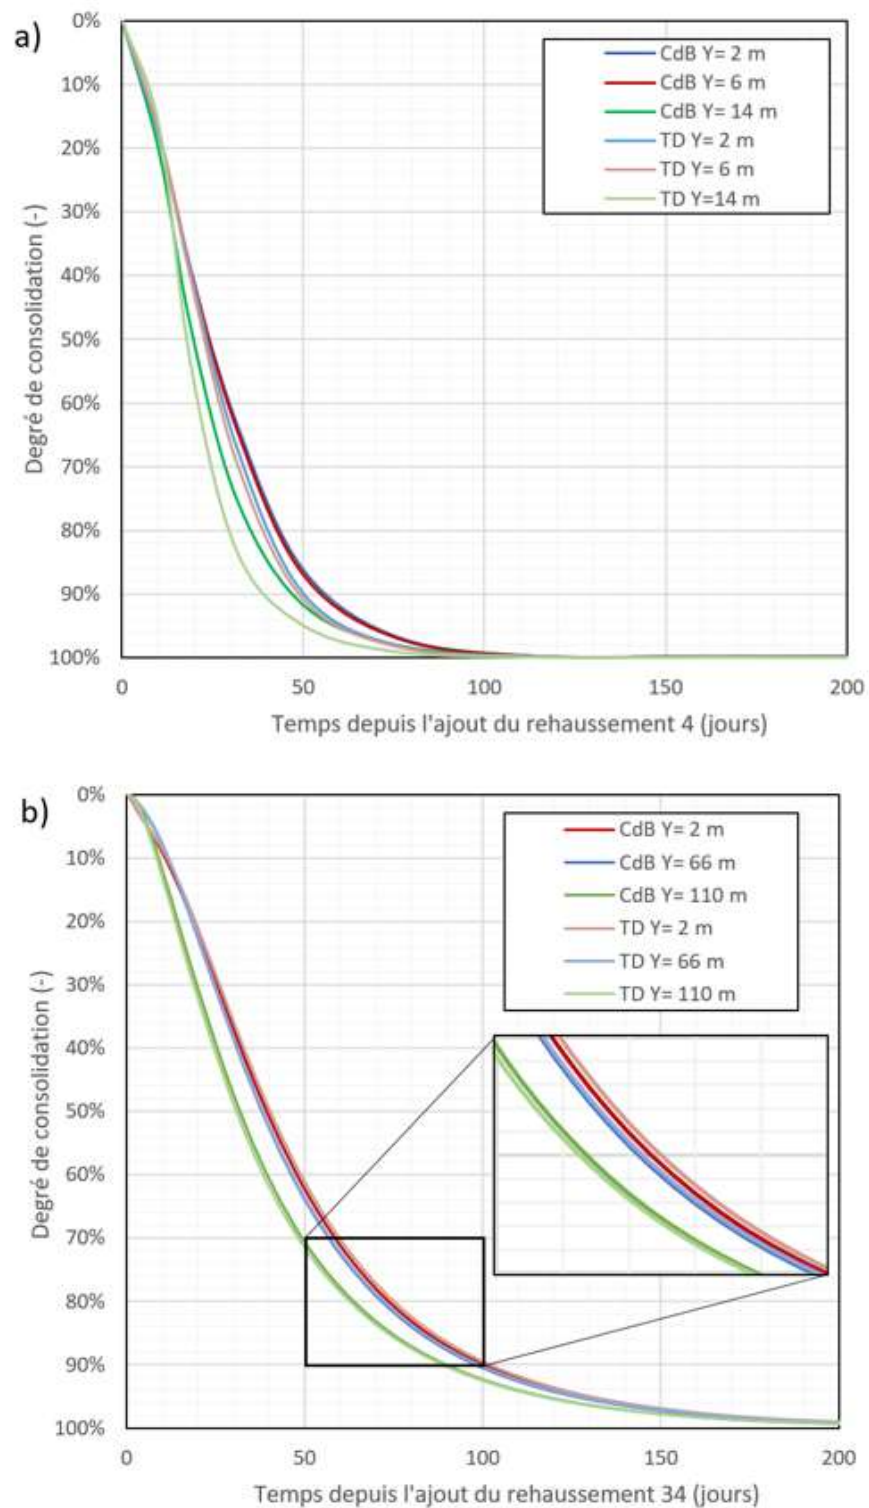 a)
0%
10%
20%
30%
40%
50%
60%
70%
80%
90%
100%
Degré de consolidation (-)
CdB Y= 2 m
CdB Y= 6 m
CdB Y= 14 m
TD Y= 2 m
TD Y= 6 m
TD Y=14 m
0 50 100 150 200
Temps depuis l'ajout du rehaussement 4 (jours)
b)
0%
10%
20%
30%
40%
50%
60%
70%
80%
90%
100%
Degré de consolidation (-)
CdB Y= 2 m
CdB Y= 66 m
CdB Y= 110 m
TD Y= 2 m
TD Y= 66 m
TD Y= 110 m
0 50 100 150 200
Temps depuis l'ajout du rehaussement 34 (jours)